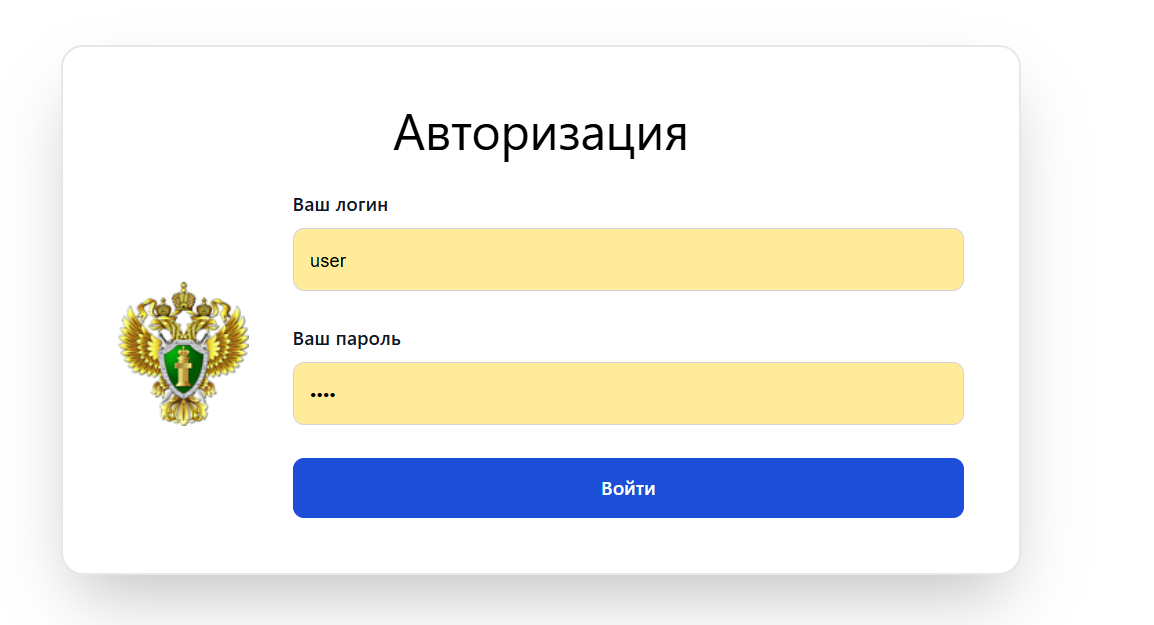 Авторизация
Ваш логин
user
Ваш пароль
••••
Войти